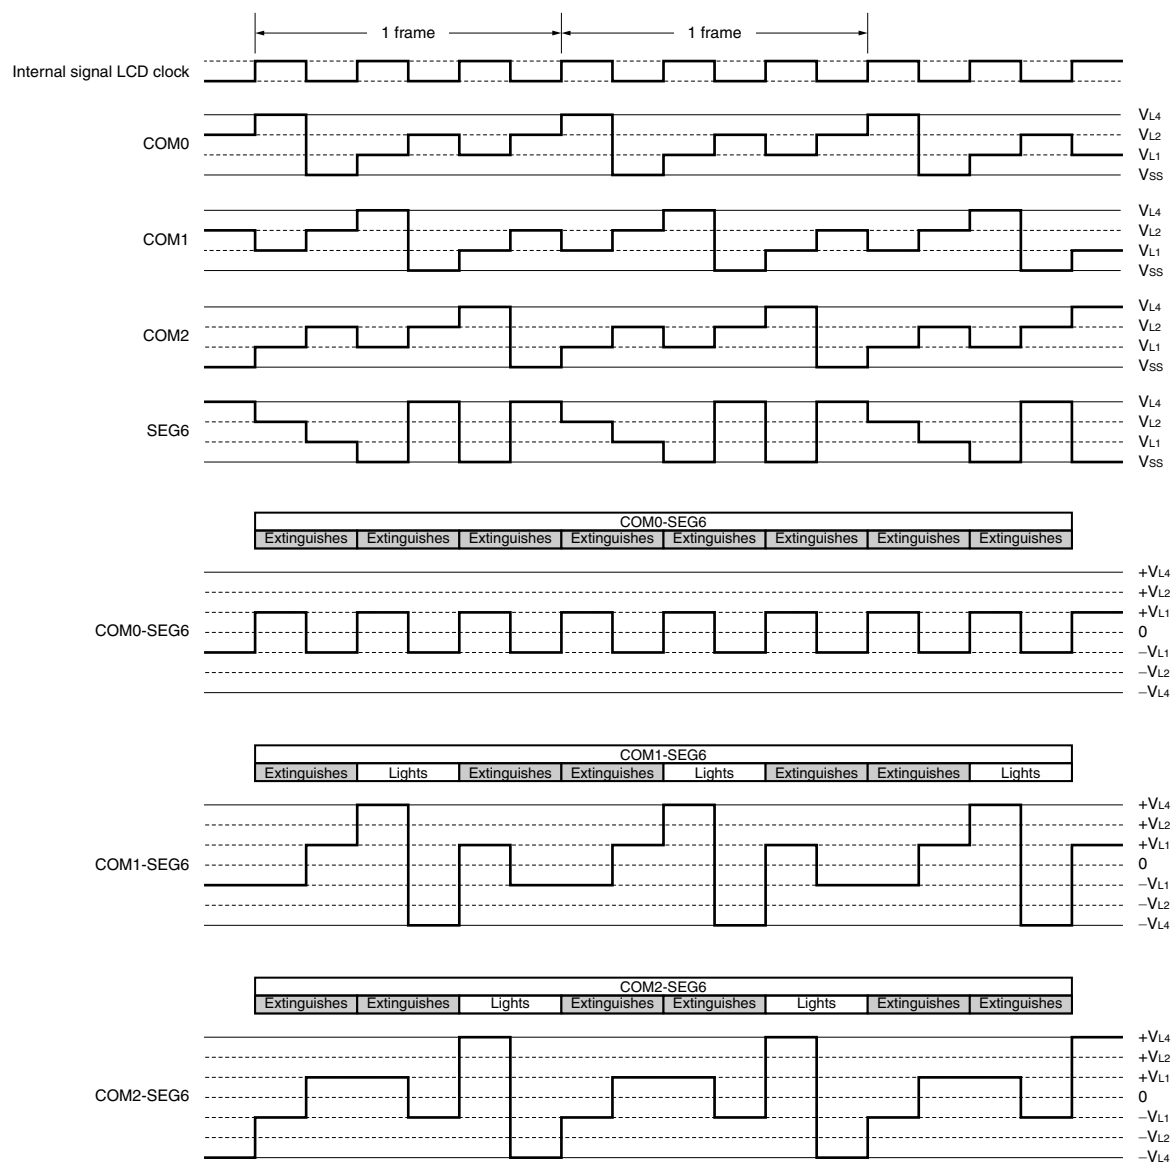 1 frame 1 frame
Internal signal LCD clock
COM0
VL4
VL2
VL1
VSS
COM1
VL4
VL2
VL1
VSS
COM2
VL4
VL2
VL1
VSS
SEG6
VL4
VL2
VL1
VSS
COM0-SEG6
Extinguishes Extinguishes Extinguishes Extinguishes Extinguishes Extinguishes Extinguishes Extinguishes
COM0-SEG6
+VL4
+VL2
+VL1
0
−VL1
−VL2
−VL4
COM1-SEG6
Extinguishes Lights Extinguishes Extinguishes Lights Extinguishes Extinguishes Lights
COM1-SEG6
+VL4
+VL2
+VL1
0
−VL1
−VL2
−VL4
COM2-SEG6
Extinguishes Extinguishes Lights Extinguishes Extinguishes Lights Extinguishes Extinguishes
COM2-SEG6
+VL4
+VL2
+VL1
0
−VL1
−VL2
−VL4